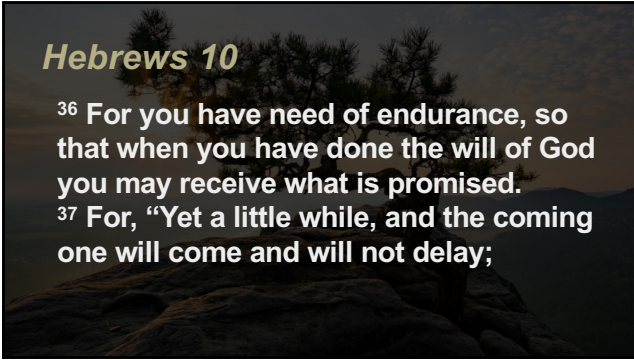 Hebrews 10
36 For you have need of endurance, so
that when you have done the will of God
you may receive what is promised.
37 For, “Yet a little while, and the coming
one will come and will not delay;